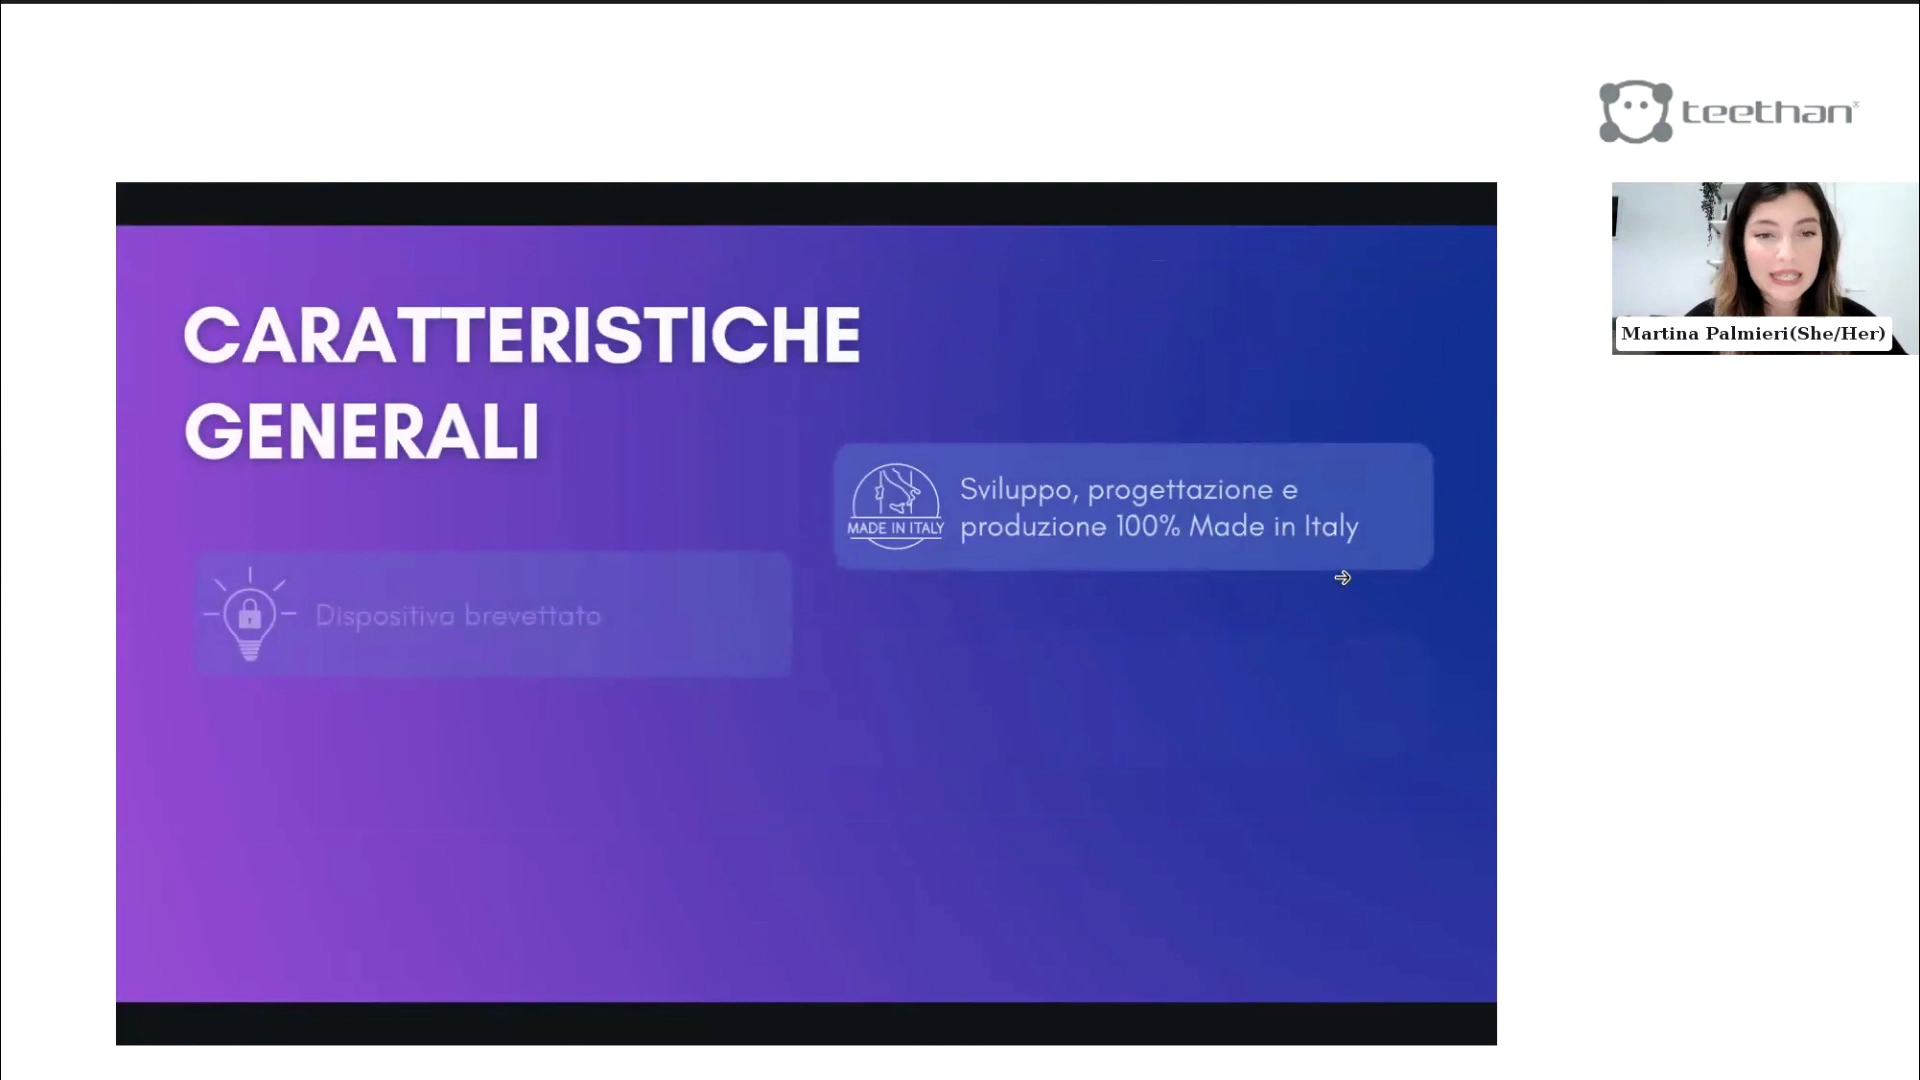 teethan®
Martina Palmieri(She/Her)
CARATTERISTICHE
GENERALI
MADE IN ITALY
Sviluppo, progettazione e
produzione 100% Made in Italy
Dispositivo brevettato